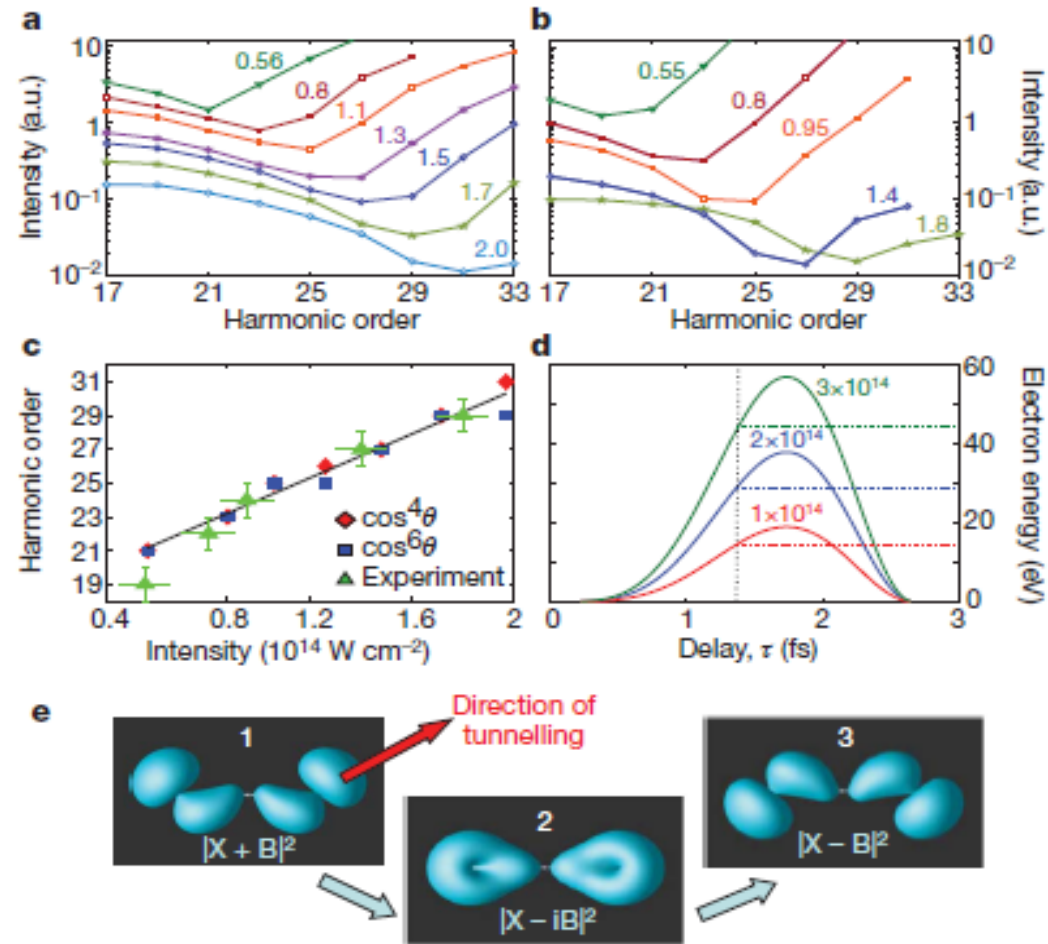 a
10
1
10⁻¹
10⁻²
Intensity (a.u.)
0.56
0.8
1.1
1.3
1.5
1.7
2.0
17
21
25
29
33
Harmonic order
b
10
1
10⁻¹
10⁻²
Intensity (a.u.)
0.55
0.8
0.95
1.4
1.8
17
21
25
29
33
Harmonic order
c
31
29
27
25
23
21
19
Harmonic order
cos⁴θ
cos⁶θ
Experiment
0.4
0.8
1.2
1.6
2
Intensity (10¹⁴ W cm⁻²)
d
60
40
20
0
Electron energy (eV)
3×10¹⁴
2×10¹⁴
1×10¹⁴
0
1
2
3
Delay, τ (fs)
e
Direction of
tunnelling
1
|X + B|²
2
|X − iB|²
3
|X − B|²